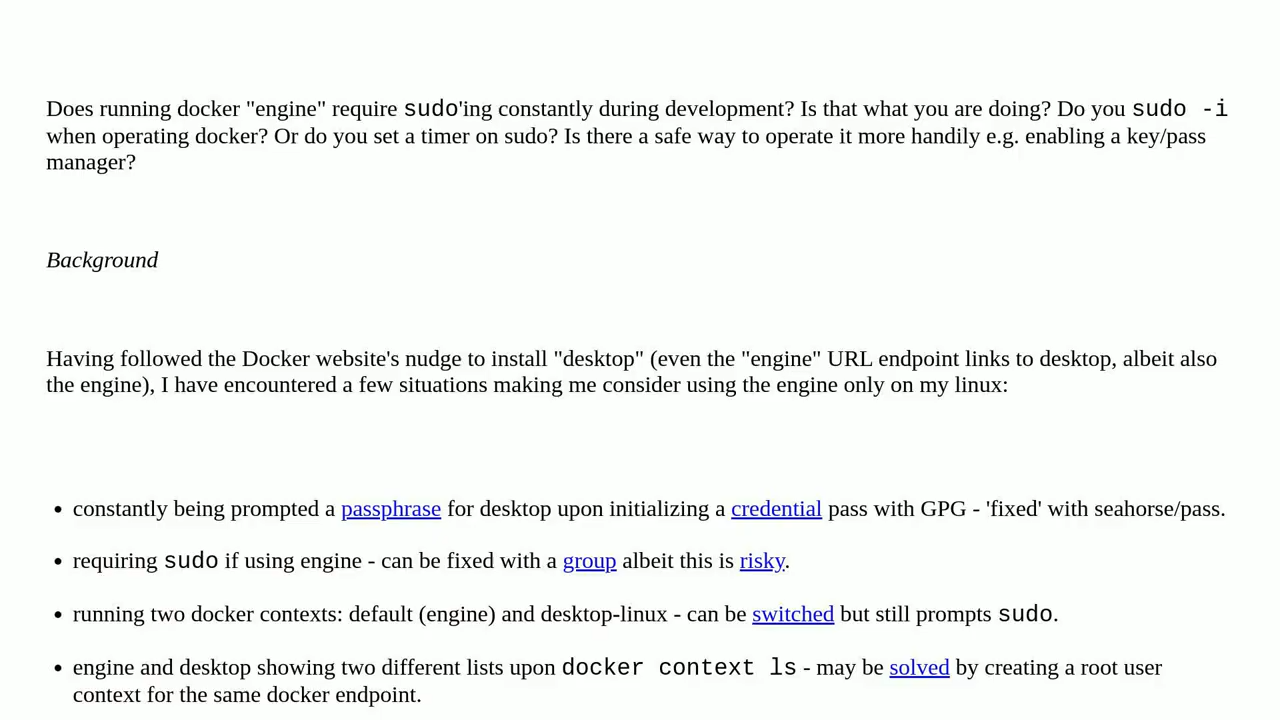 Does running docker "engine" require sudo'ing constantly during development? Is that what you are doing? Do you sudo -i
when operating docker? Or do you set a timer on sudo? Is there a safe way to operate it more handily e.g. enabling a key/pass
manager?
Background
Having followed the Docker website's nudge to install "desktop" (even the "engine" URL endpoint links to desktop, albeit also
the engine), I have encountered a few situations making me consider using the engine only on my linux:
• constantly being prompted a passphrase for desktop upon initializing a credential pass with GPG - 'fixed' with seahorse/pass.
• requiring sudo if using engine - can be fixed with a group albeit this is risky.
• running two docker contexts: default (engine) and desktop-linux - can be switched but still prompts sudo.
• engine and desktop showing two different lists upon docker context ls - may be solved by creating a root user
context for the same docker endpoint.